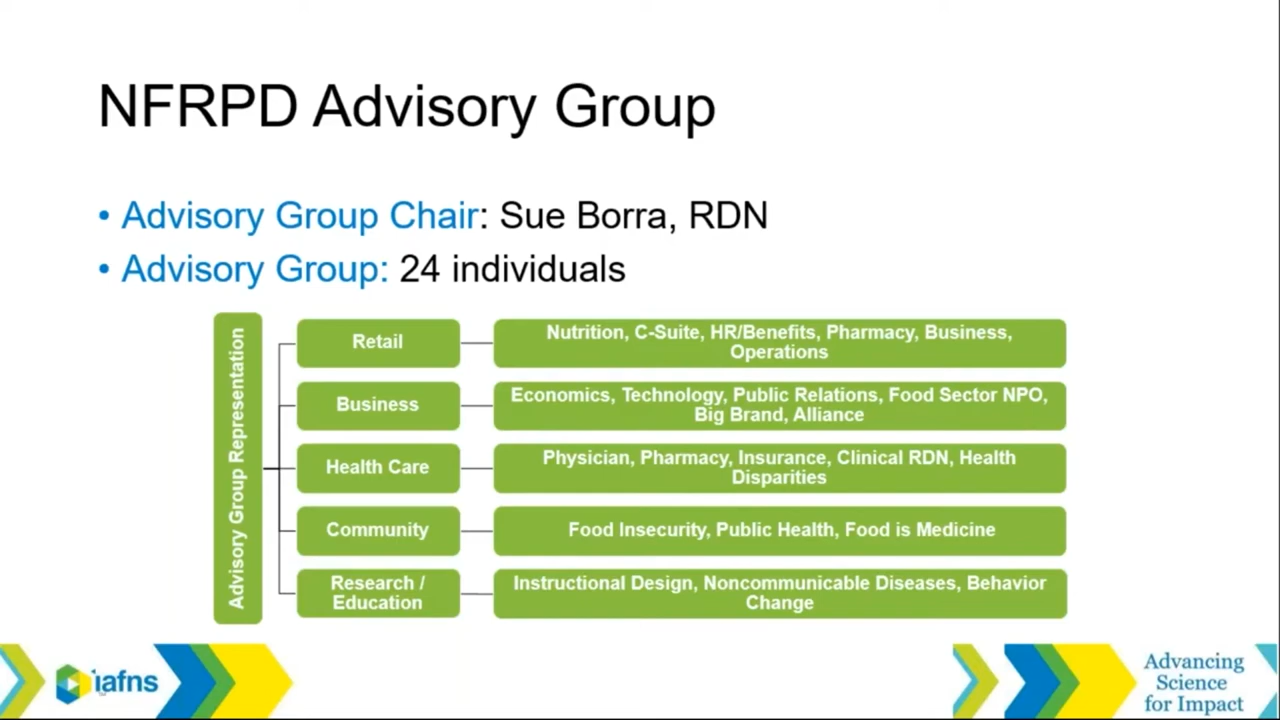 NFRPD Advisory Group
• Advisory Group Chair: Sue Borra, RDN
• Advisory Group: 24 individuals
Advisory Group Representation
Retail
Nutrition, C-Suite, HR/Benefits, Pharmacy, Business,
Operations
Business
Economics, Technology, Public Relations, Food Sector NPO,
Big Brand, Alliance
Health Care
Physician, Pharmacy, Insurance, Clinical RDN, Health
Disparities
Community
Food Insecurity, Public Health, Food is Medicine
Research /
Education
Instructional Design, Noncommunicable Diseases, Behavior
Change
iafns
Advancing
Science
for Impact